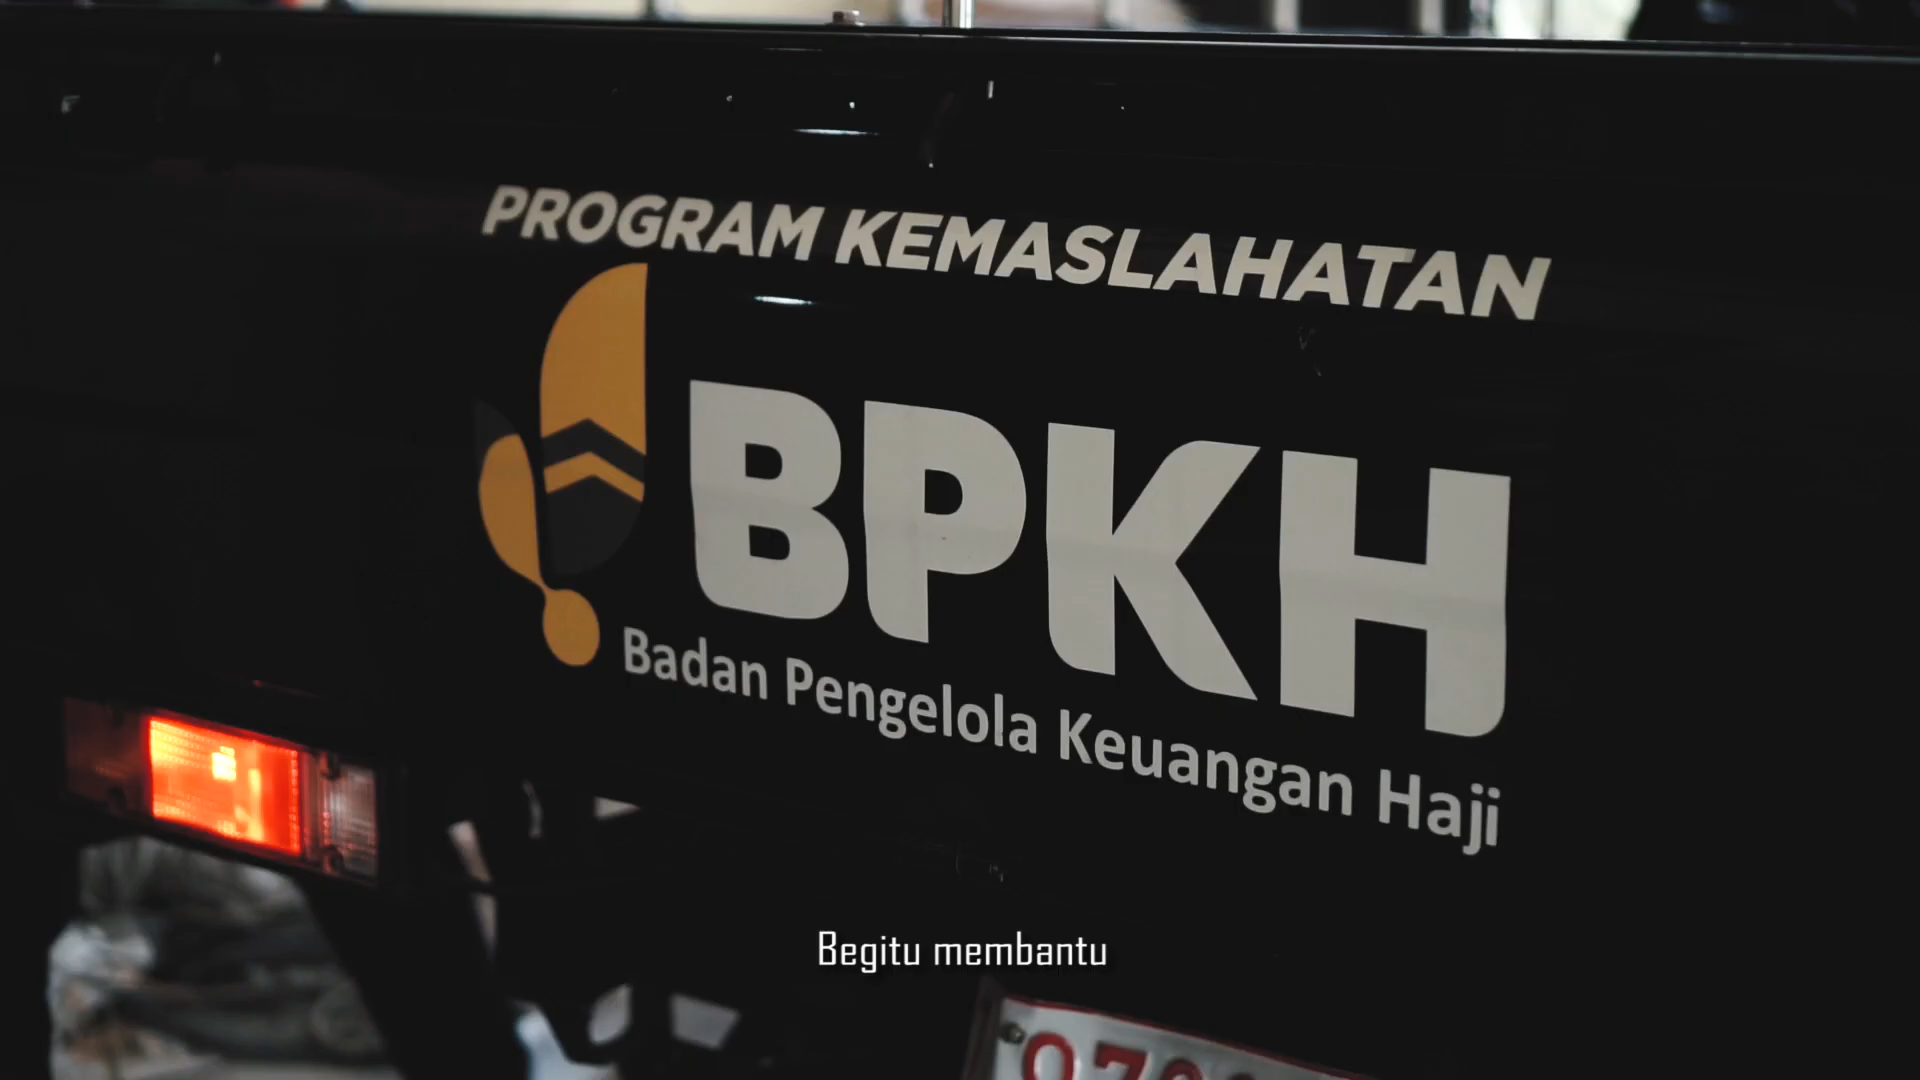 PROGRAM KEMASLAHATAN
BPKH
Badan Pengelola Keuangan Haji
Begitu membantu